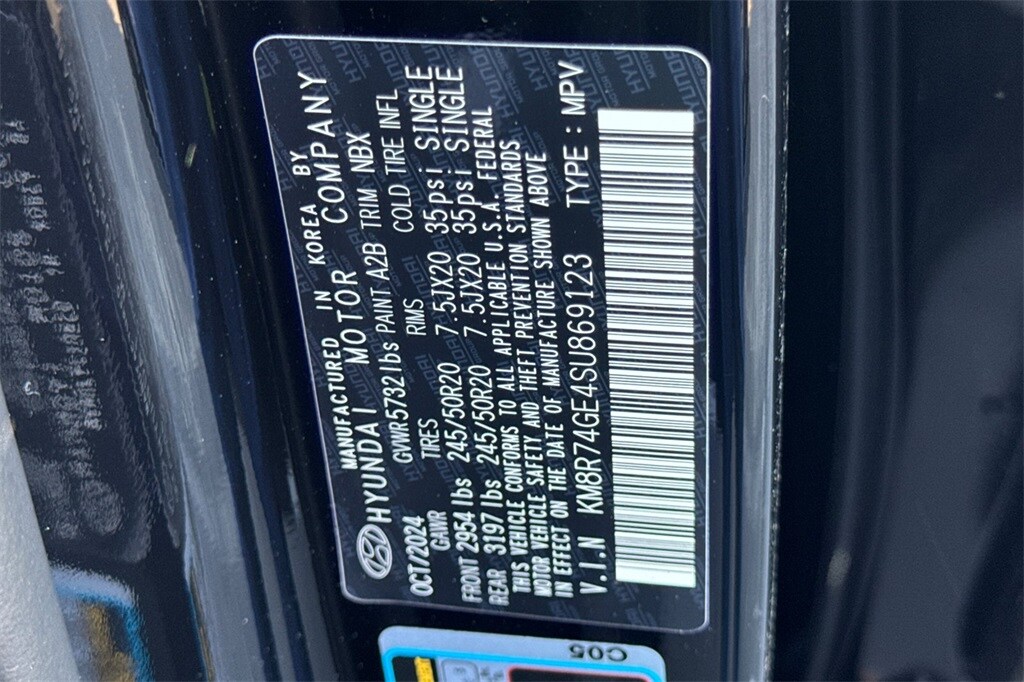 MANUFACTURED IN KOREA BY
HYUNDAI MOTOR COMPANY
OCT/2024 GVWR 5732 lbs PAINT A2B TRIM NBX
GAWR TIRES RIMS COLD TIRE INFL
FRONT 2954 lbs 245/50R20 7.5JX20 35psi SINGLE
REAR 3197 lbs 245/50R20 7.5JX20 35psi SINGLE
THIS VEHICLE CONFORMS TO ALL APPLICABLE U.S.A. FEDERAL
MOTOR VEHICLE SAFETY AND THEFT PREVENTION STANDARDS
IN EFFECT ON THE DATE OF MANUFACTURE SHOWN ABOVE
V.I.N KM8R74GE4SU869123 TYPE : MPV
C05